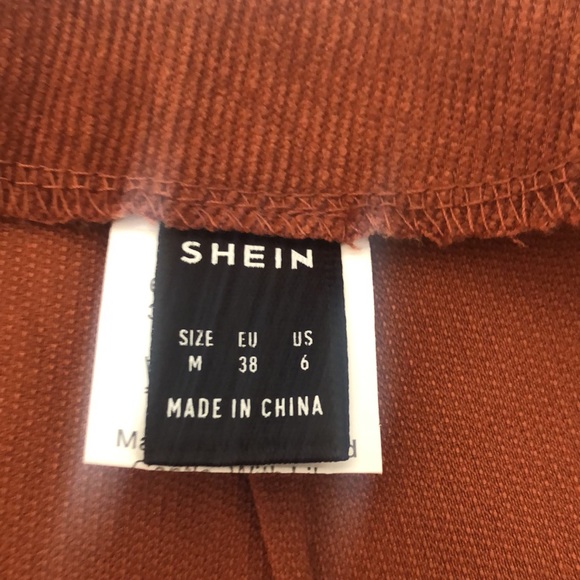 SHEIN
SIZE EU US
M 38 6
MADE IN CHINA